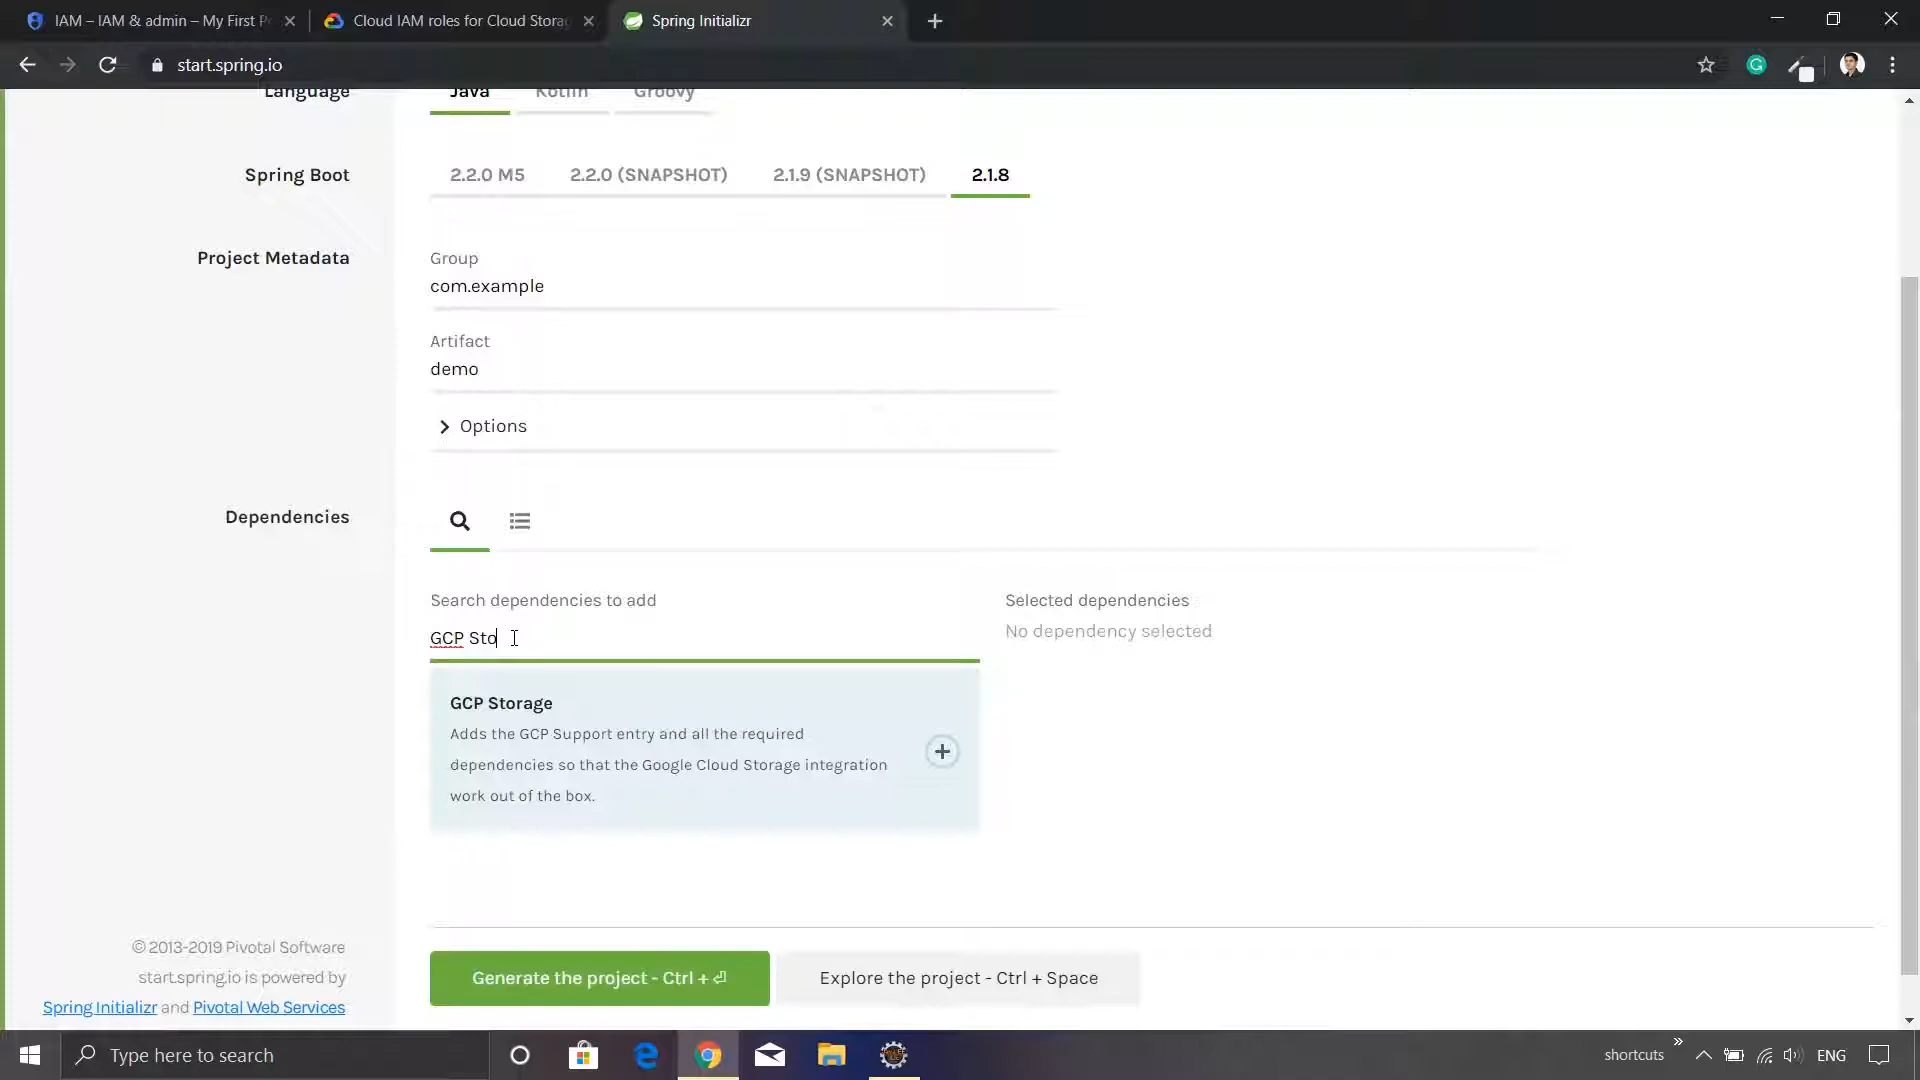 IAM – IAM & admin – My First P
Cloud IAM roles for Cloud Stora
Spring Initializr
start.spring.io
Language
Java
Kotlin
Groovy
Spring Boot
2.2.0 M5
2.2.0 (SNAPSHOT)
2.1.9 (SNAPSHOT)
2.1.8
Project Metadata
Group
com.example
Artifact
demo
Options
Dependencies
Search dependencies to add
GCP Sto
Selected dependencies
No dependency selected
GCP Storage
Adds the GCP Support entry and all the required
dependencies so that the Google Cloud Storage integration
work out of the box.
© 2013-2019 Pivotal Software
start.spring.io is powered by
Spring Initializr and Pivotal Web Services
Generate the project - Ctrl + ⏎
Explore the project - Ctrl + Space
Type here to search
shortcuts
ENG